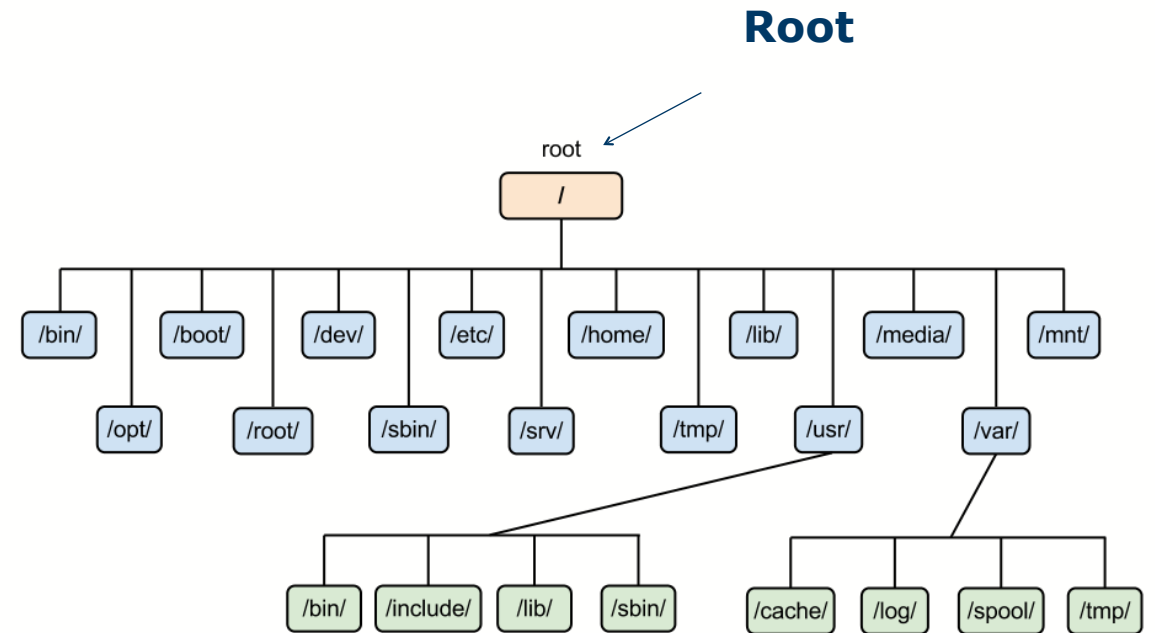 Root
root
/
/bin/
/boot/
/dev/
/etc/
/home/
/lib/
/media/
/mnt/
/opt/
/root/
/sbin/
/srv/
/tmp/
/usr/
/var/
/bin/
/include/
/lib/
/sbin/
/cache/
/log/
/spool/
/tmp/